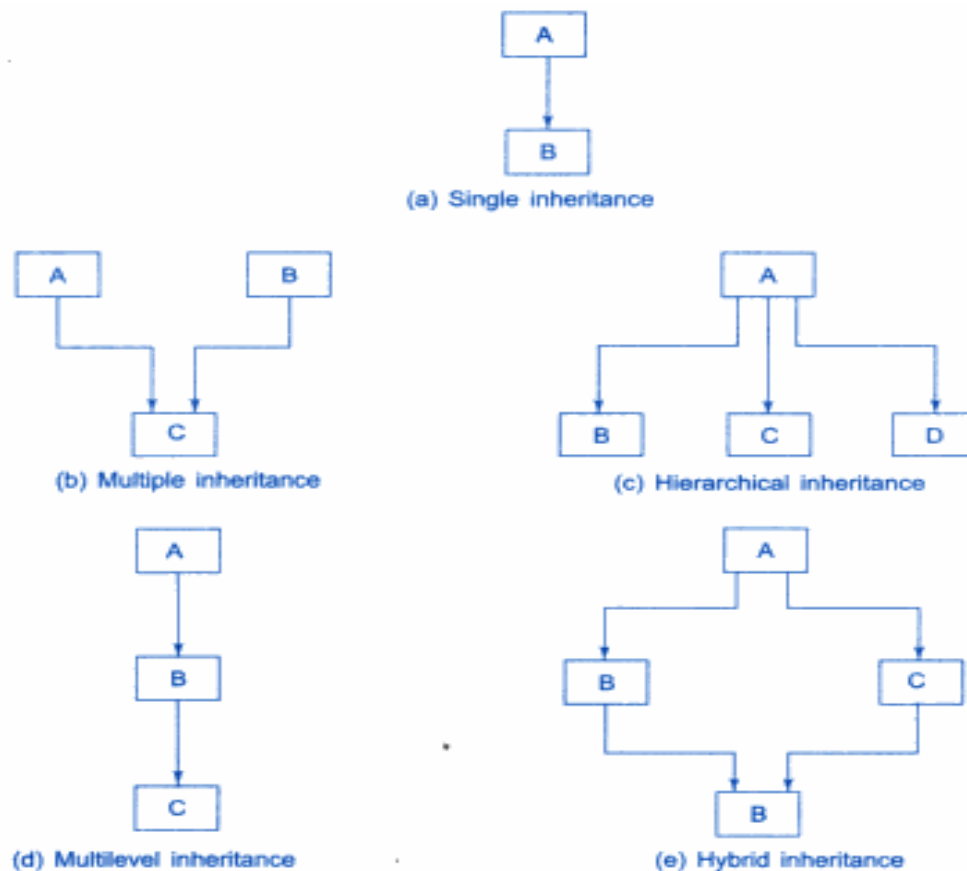 A
B
(a) Single inheritance
A B
C
(b) Multiple inheritance
A
B C D
(c) Hierarchical inheritance
A
B
C
(d) Multilevel inheritance
A
B C
B
(e) Hybrid inheritance